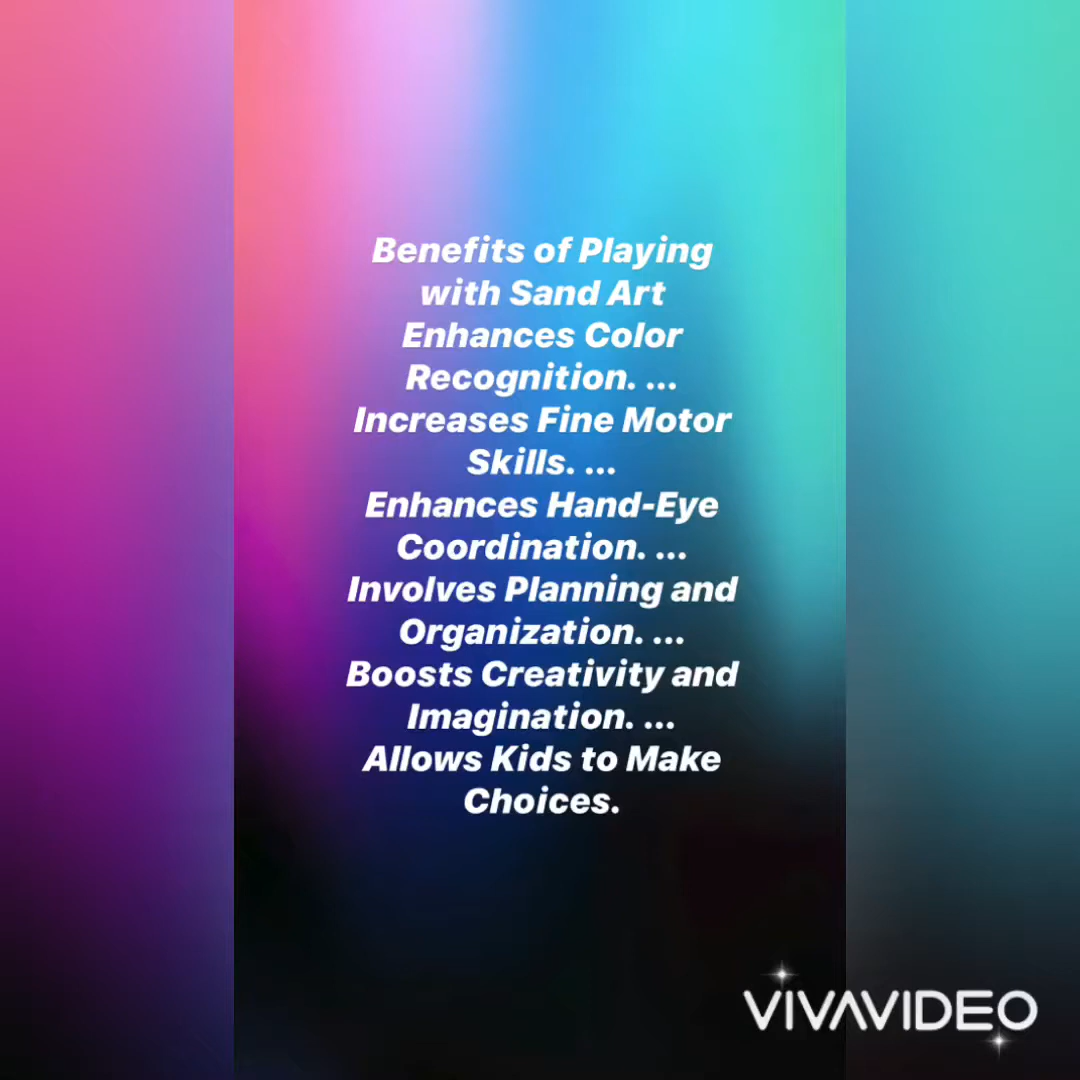 Benefits of Playing
with Sand Art
Enhances Color
Recognition. ...
Increases Fine Motor
Skills. ...
Enhances Hand-Eye
Coordination. ...
Involves Planning and
Organization. ...
Boosts Creativity and
Imagination. ...
Allows Kids to Make
Choices.
VIVAVIDEO